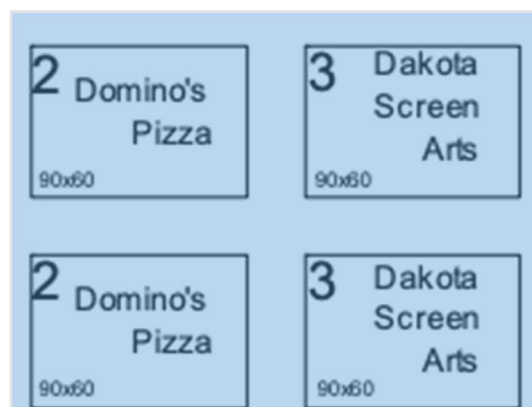 2 Domino's
Pizza
90x60
3 Dakota
Screen
Arts
90x60
2 Domino's
Pizza
90x60
3 Dakota
Screen
Arts
90x60